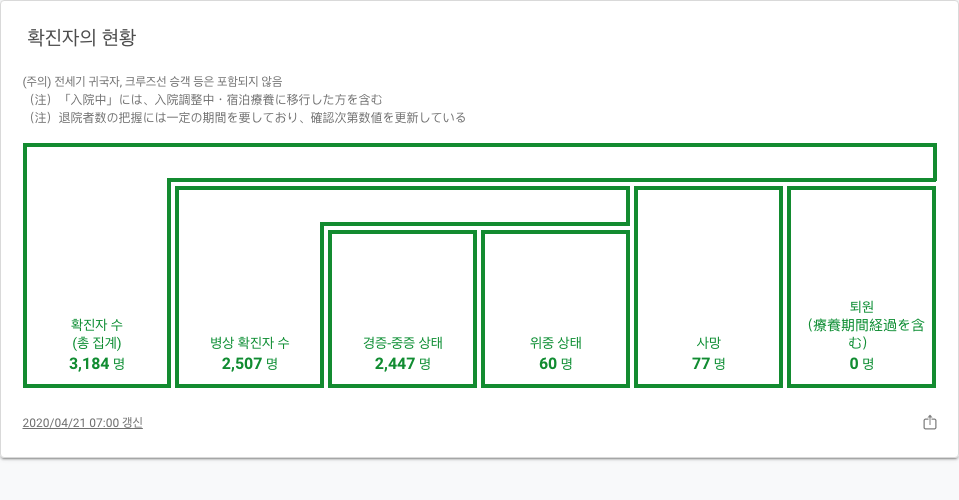 확진자의 현황
(주의) 전세기 귀국자, 크루즈선 승객 등은 포함되지 않음
（注）「入院中」には、入院調整中・宿泊療養に移行した方を含む
（注）退院者数の把握には一定の期間を要しており、確認次第数値を更新している
확진자 수
(총 집계)
3,184 명
병상 확진자 수
2,507 명
경증-중증 상태
2,447 명
위중 상태
60 명
사망
77 명
퇴원
（療養期間経過を含
む）
0 명
2020/04/21 07:00 갱신